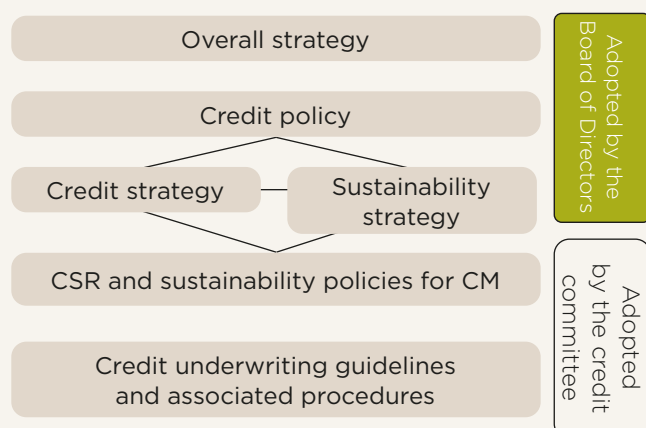 Overall strategy
Credit policy
Credit strategy
Sustainability
strategy
CSR and sustainability policies for CM
Credit underwriting guidelines
and associated procedures
Adopted by the
Board of Directors
Adopted
by the credit
committee